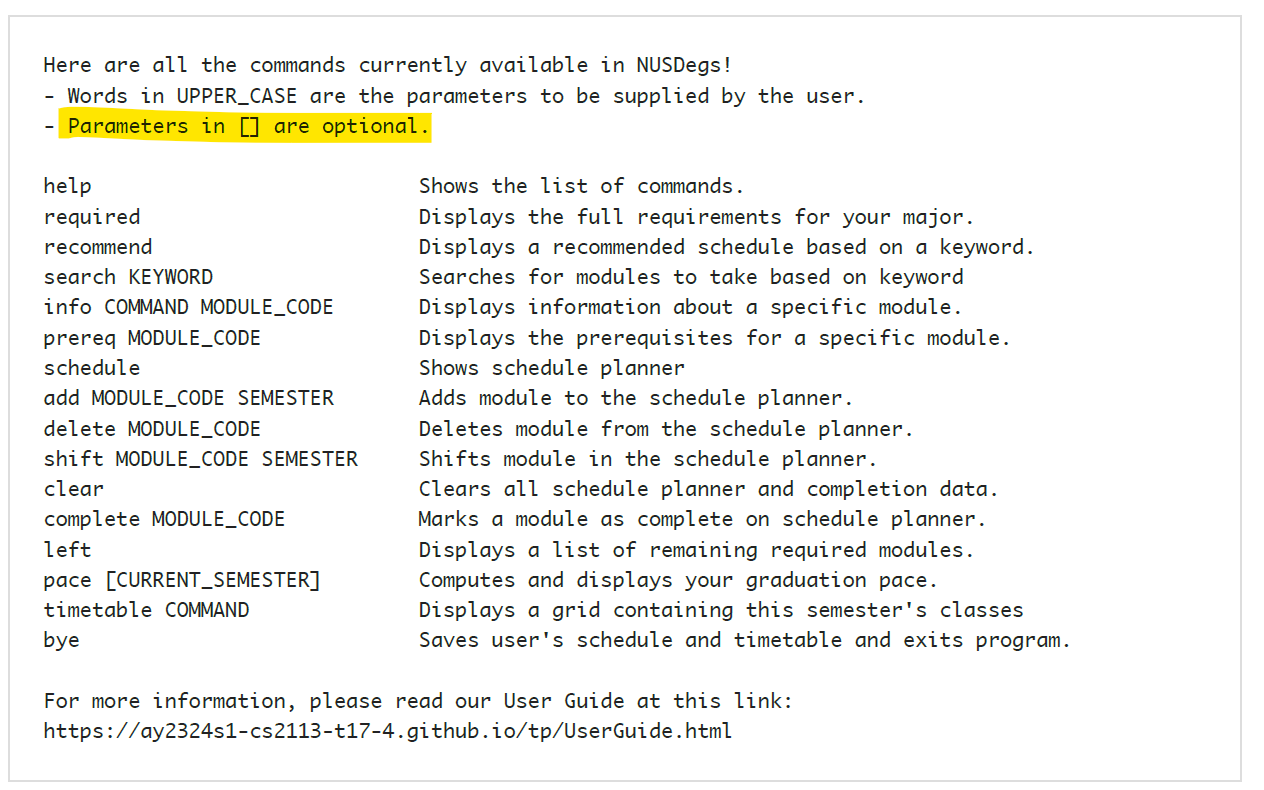 Here are all the commands currently available in NUSDegs!
- Words in UPPER_CASE are the parameters to be supplied by the user.
- Parameters in [] are optional.
help Shows the list of commands.
required Displays the full requirements for your major.
recommend Displays a recommended schedule based on a keyword.
search KEYWORD Searches for modules to take based on keyword
info COMMAND MODULE_CODE Displays information about a specific module.
prereq MODULE_CODE Displays the prerequisites for a specific module.
schedule Shows schedule planner
add MODULE_CODE SEMESTER Adds module to the schedule planner.
delete MODULE_CODE Deletes module from the schedule planner.
shift MODULE_CODE SEMESTER Shifts module in the schedule planner.
clear Clears all schedule planner and completion data.
complete MODULE_CODE Marks a module as complete on schedule planner.
left Displays a list of remaining required modules.
pace [CURRENT_SEMESTER] Computes and displays your graduation pace.
timetable COMMAND Displays a grid containing this semester's classes
bye Saves user's schedule and timetable and exits program.
For more information, please read our User Guide at this link:
https://ay2324s1-cs2113-t17-4.github.io/tp/UserGuide.html